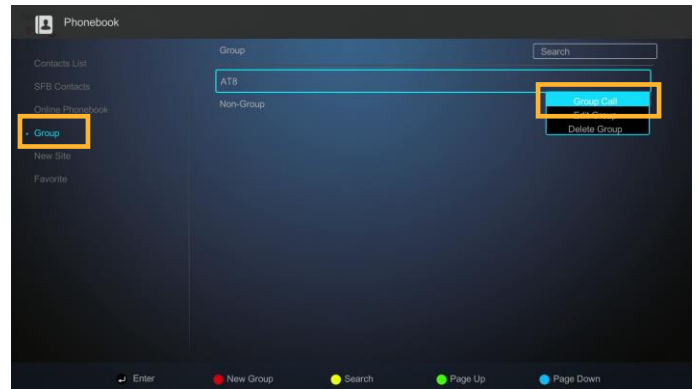 Phonebook
Contacts List
SFB Contacts
Online Phonebook
Group
New Site
Favorite
Group
Search
AT8
Non-Group
Group Call
Edit Group
Delete Group
Enter
New Group
Search
Page Up
Page Down